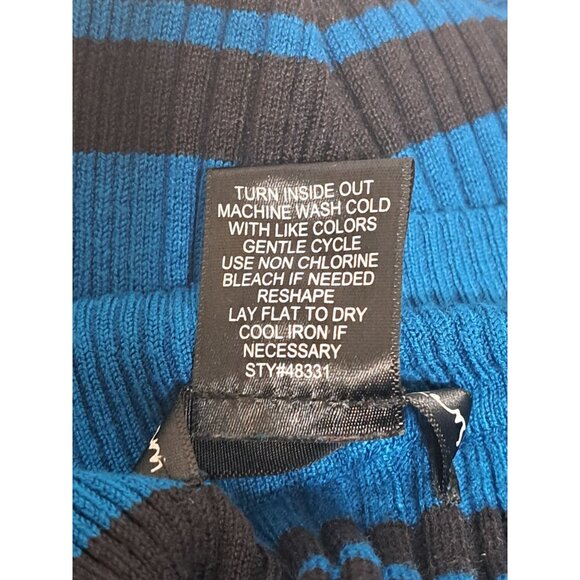 TURN INSIDE OUT
MACHINE WASH COLD
WITH LIKE COLORS
GENTLE CYCLE
USE NON CHLORINE
BLEACH IF NEEDED
RESHAPE
LAY FLAT TO DRY
COOL IRON IF
NECESSARY
STY#48331